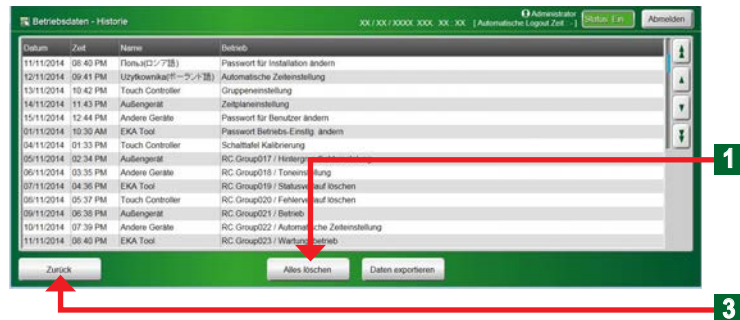 Betriebsdaten - Historie
XX / XX / XXXX XXX XX : XX [ Automatische Logout Zeit - ]
Administrator
Status Ein
Abmelden
Datum Zeit Name Betrieb
11/11/2014 08:40 PM Польз(ロシア語) Passwort für Installation ändern
12/11/2014 09:41 PM Użytkownika(ポーランド語) Automatische Zeiteinstellung
13/11/2014 10:42 PM Touch Controller Gruppeneinstellung
14/11/2014 11:43 PM Außengerät Zeitplaneinstellung
15/11/2014 12:44 PM Andere Geräte Passwort für Benutzer ändern
01/11/2014 10:30 AM EKA Tool Passwort Betriebs-Einstlg. ändern
04/11/2014 01:33 PM Touch Controller Schalttafel Kalibrierung
05/11/2014 02:34 PM Außengerät RC.Group017 /
06/11/2014 03:35 PM Andere Geräte RC.Group018 / Toneinstellung
07/11/2014 04:36 PM EKA Tool RC.Group019 / Statusverlauf löschen
08/11/2014 05:37 PM Touch Controller RC.Group020 / Fehlerverlauf löschen
09/11/2014 06:38 PM Außengerät RC.Group021 / Betrieb
10/11/2014 07:39 PM Andere Geräte RC.Group022 / Automatische Zeiteinstellung
11/11/2014 08:40 PM EKA Tool RC.Group023 / Wartungsbetrieb
1
Zurück
Alles löschen
Daten exportieren
3